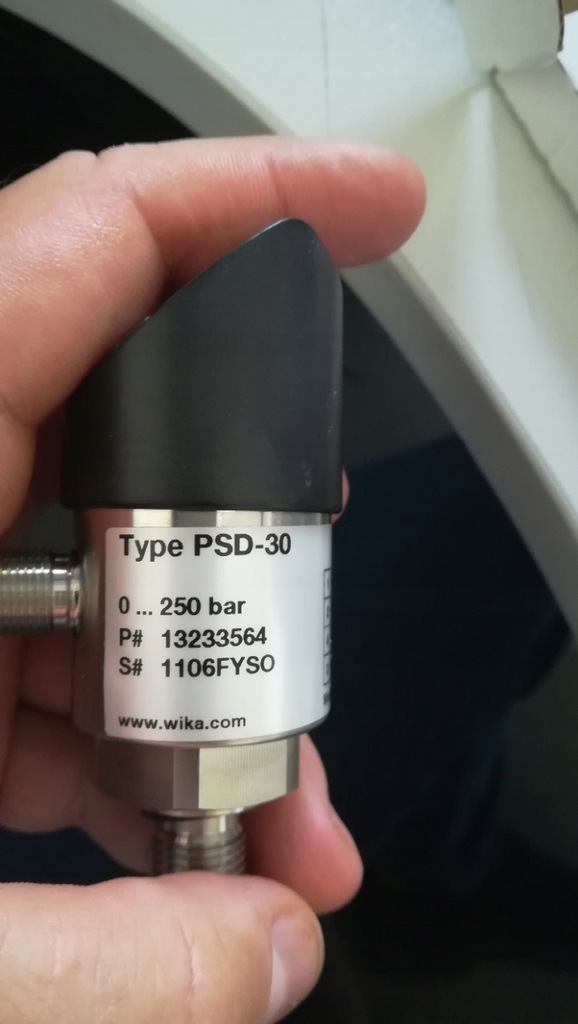 Type PSD-30
0 ... 250 bar
P# 13233564
S# 1106FYSO
www.wika.com